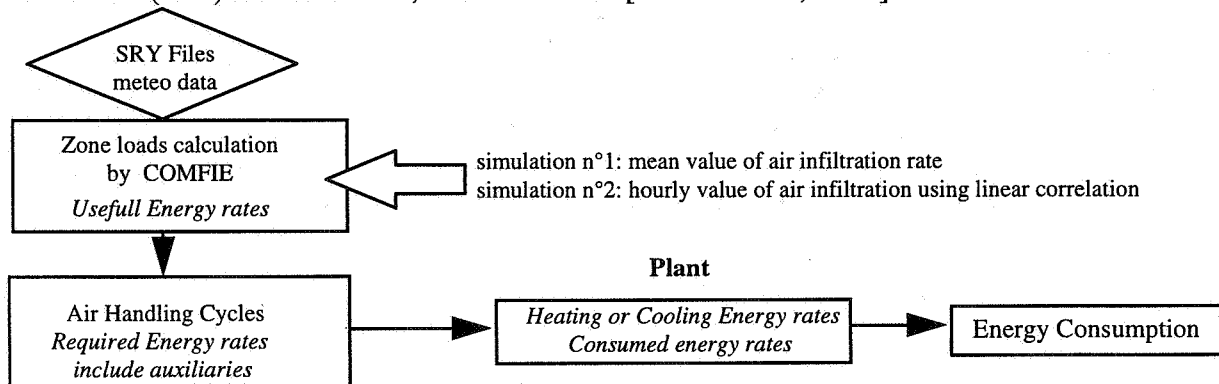 SRY Files
meteo data
Zone loads calculation
by COMFIE
Usefull Energy rates
simulation n°1: mean value of air infiltration rate
simulation n°2: hourly value of air infiltration using linear correlation
Plant
Air Handling Cycles
Required Energy rates
include auxiliaries
Heating or Cooling Energy rates
Consumed energy rates
Energy Consumption